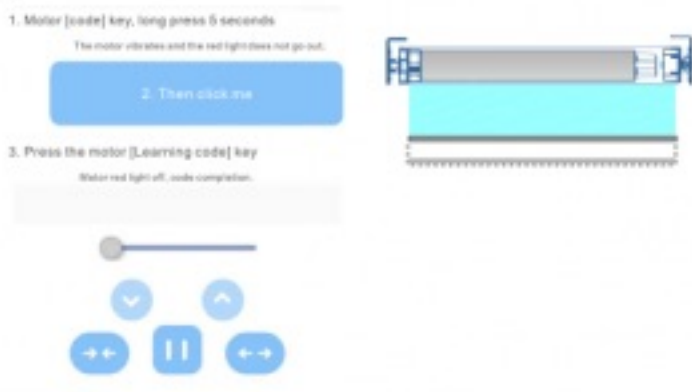 1. Motor [code] key, long press 5 seconds
The motor vibrates and the red light does not go out.
2. Then click me
3. Press the motor [Learning code] key
Motor red light off, code completion.